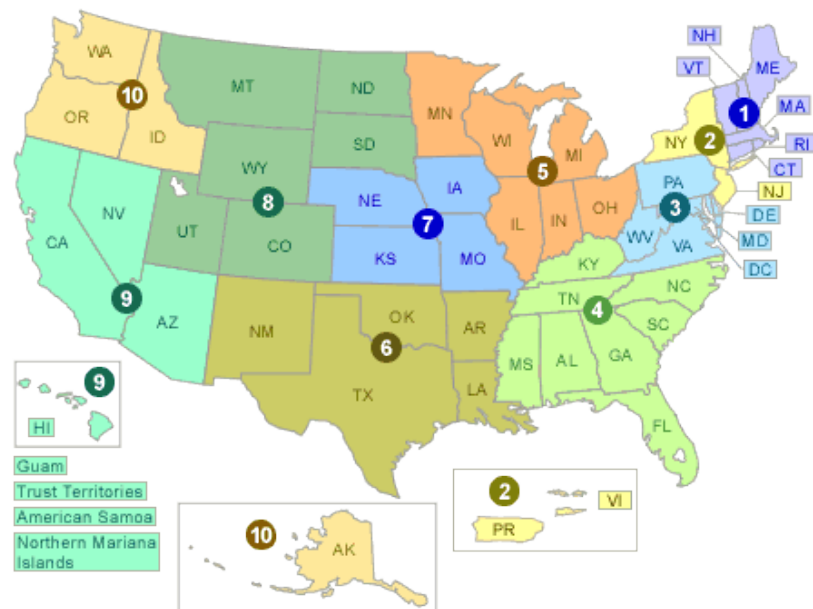 NH
WA
ME
VT
MT
ND
10
MN
MA
OR
1
WI
ID
NY
2
MI
RI
SD
CT
WY
5
PA
NJ
IA
8
NE
3
DE
NV
IL
IN
OH
7
WV
MD
UT
CO
VA
CA
KS
MO
DC
KY
NC
9
TN
AZ
OK
4
NM
AR
SC
6
MS
AL
GA
9
LA
TX
HI
FL
Guam
Trust Territories
2
VI
American Samoa
PR
10
Northern Mariana
Islands
AK